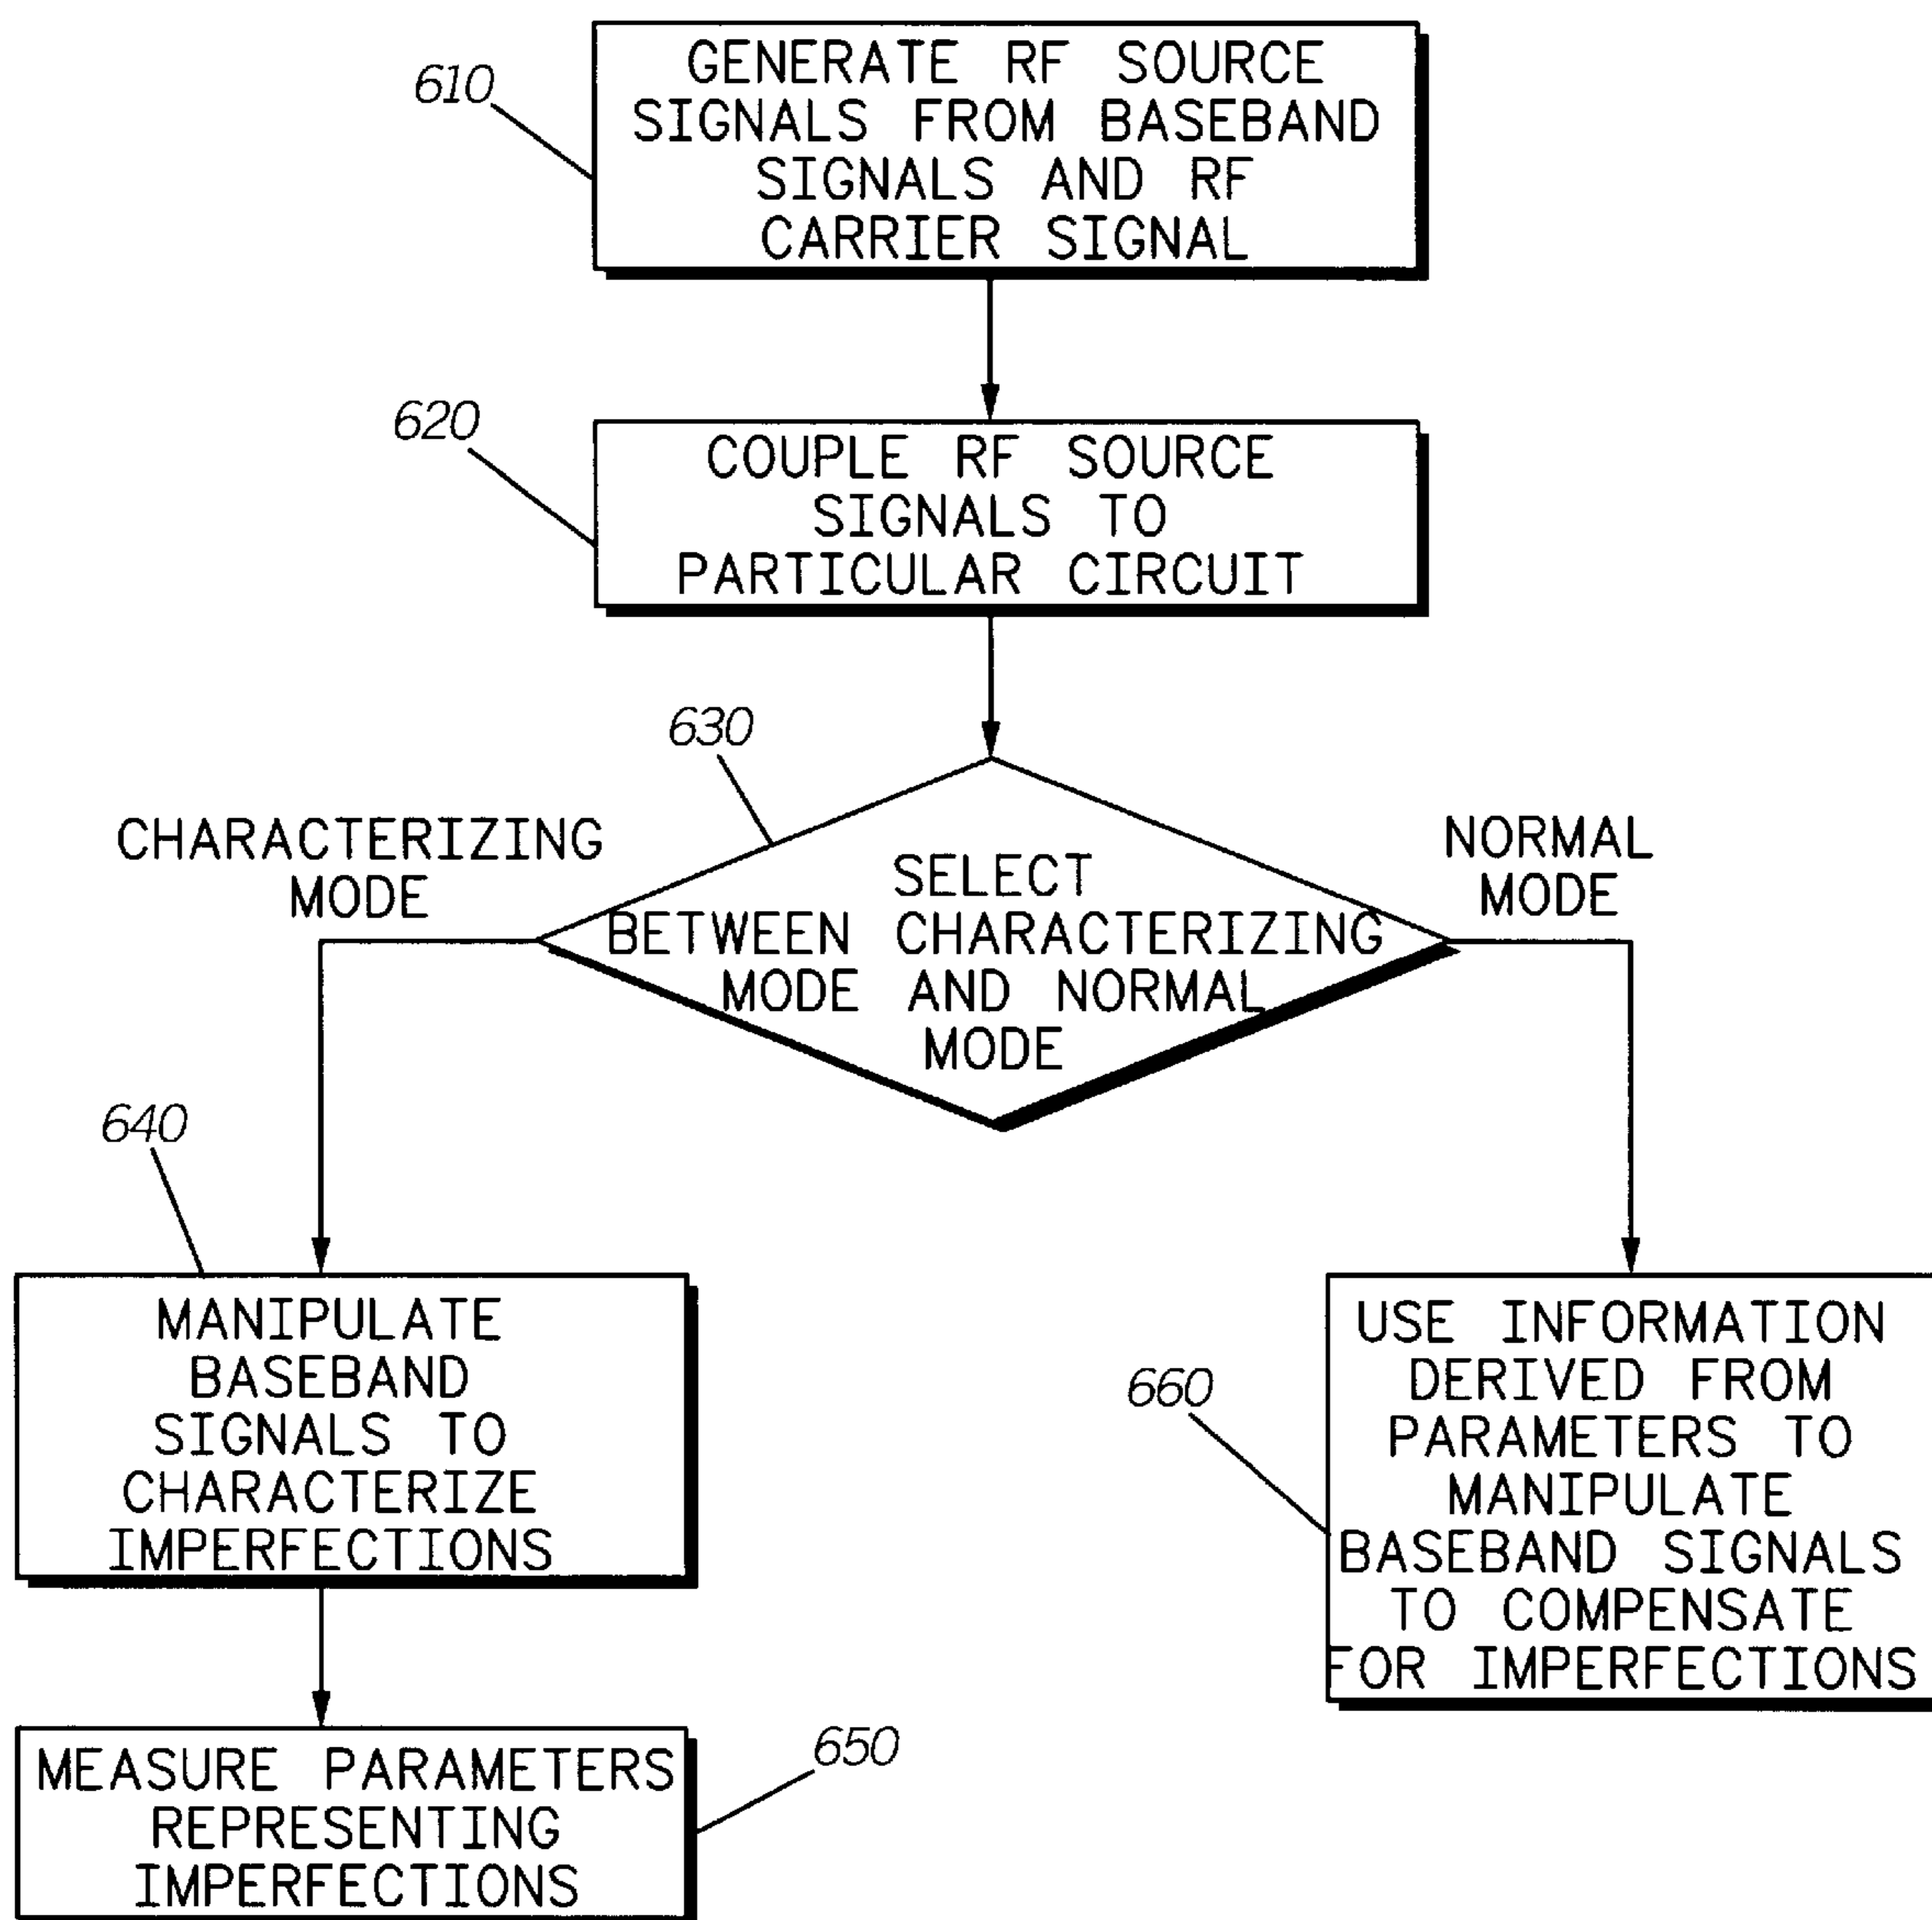 610
GENERATE RF SOURCE
SIGNALS FROM BASEBAND
SIGNALS AND RF
CARRIER SIGNAL
620
COUPLE RF SOURCE
SIGNALS TO
PARTICULAR CIRCUIT
630
CHARACTERIZING
MODE
SELECT
BETWEEN CHARACTERIZING
MODE AND NORMAL
MODE
NORMAL
MODE
640
MANIPULATE
BASEBAND
SIGNALS TO
CHARACTERIZE
IMPERFECTIONS
660
USE INFORMATION
DERIVED FROM
PARAMETERS TO
MANIPULATE
BASEBAND SIGNALS
TO COMPENSATE
FOR IMPERFECTIONS
650
MEASURE PARAMETERS
REPRESENTING
IMPERFECTIONS